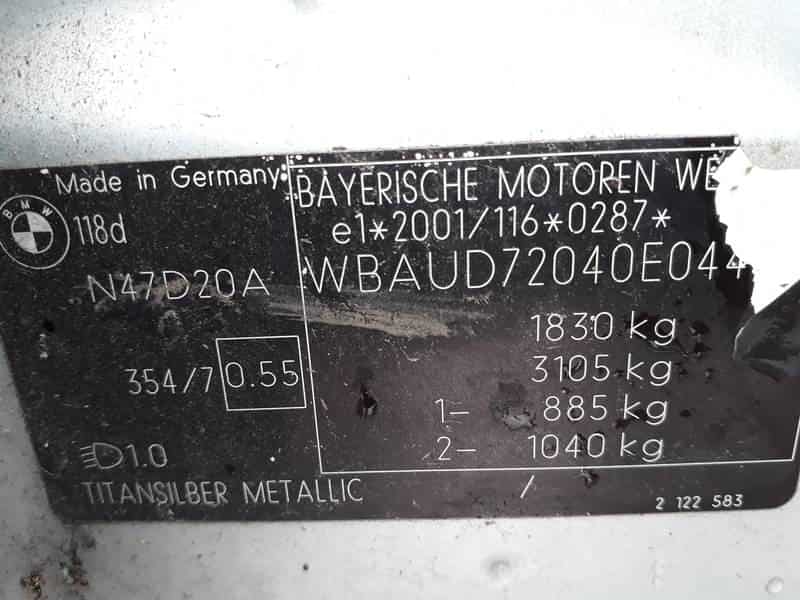 Made in Germany
BMW
118d
N47D20A
354/7 0.55
D1.0
TITANSILBER METALLIC
BAYERISCHE MOTOREN WE
e1*2001/116*0287*
WBAUD72040E044
1830 kg
3105 kg
1– 885 kg
2– 1040 kg
/
2 122 583